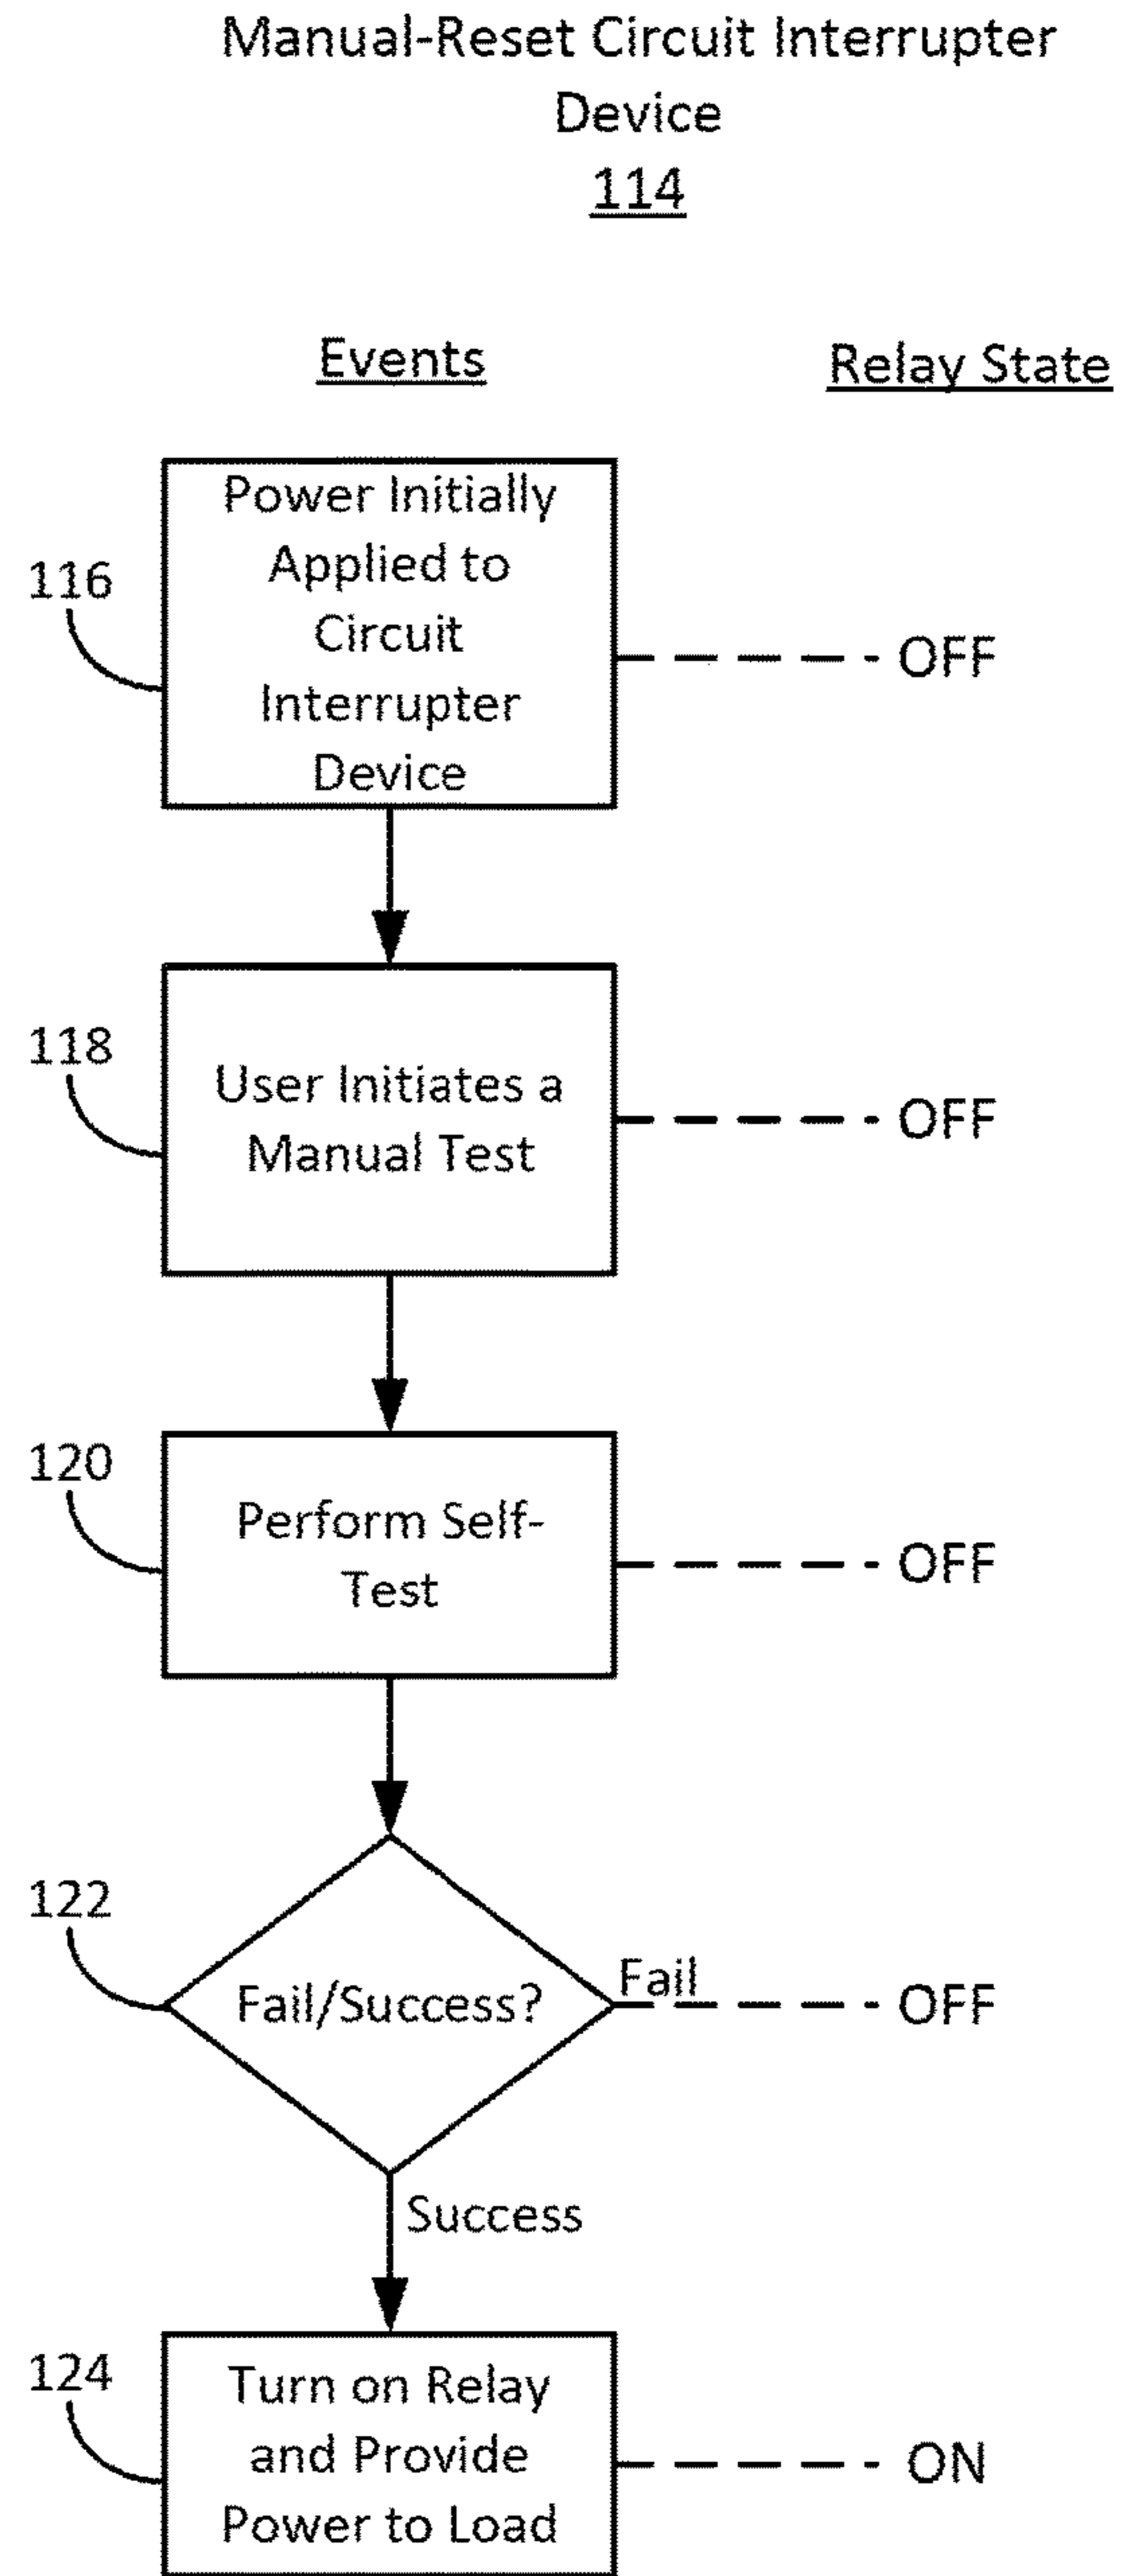 Manual-Reset Circuit Interrupter
Device
114
Events
Relay State
116
Power Initially
Applied to
Circuit
Interrupter
Device
OFF
118
User Initiates a
Manual Test
OFF
120
Perform Self-
Test
OFF
122
Fail/Success?
Fail
OFF
Success
124
Turn on Relay
and Provide
Power to Load
ON